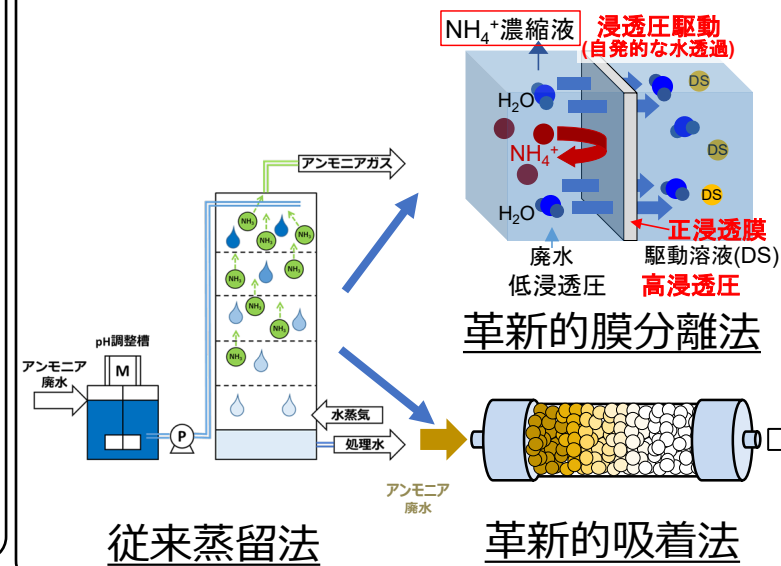 NH₄⁺濃縮液
浸透圧駆動
(自発的な水透過)
DS
H₂O
NH₄⁺
DS
DS
H₂O
正浸透膜
廃水
駆動溶液(DS)
低浸透圧
高浸透圧
革新的膜分離法
アンモニアガス
NH₃
NH₃
NH₃
NH₃
NH₃
NH₃
NH₃
NH₃
NH₃
pH調整槽
M
アンモニア
廃水
P
水蒸気
処理水
従来蒸留法
アンモニア
廃水
革新的吸着法